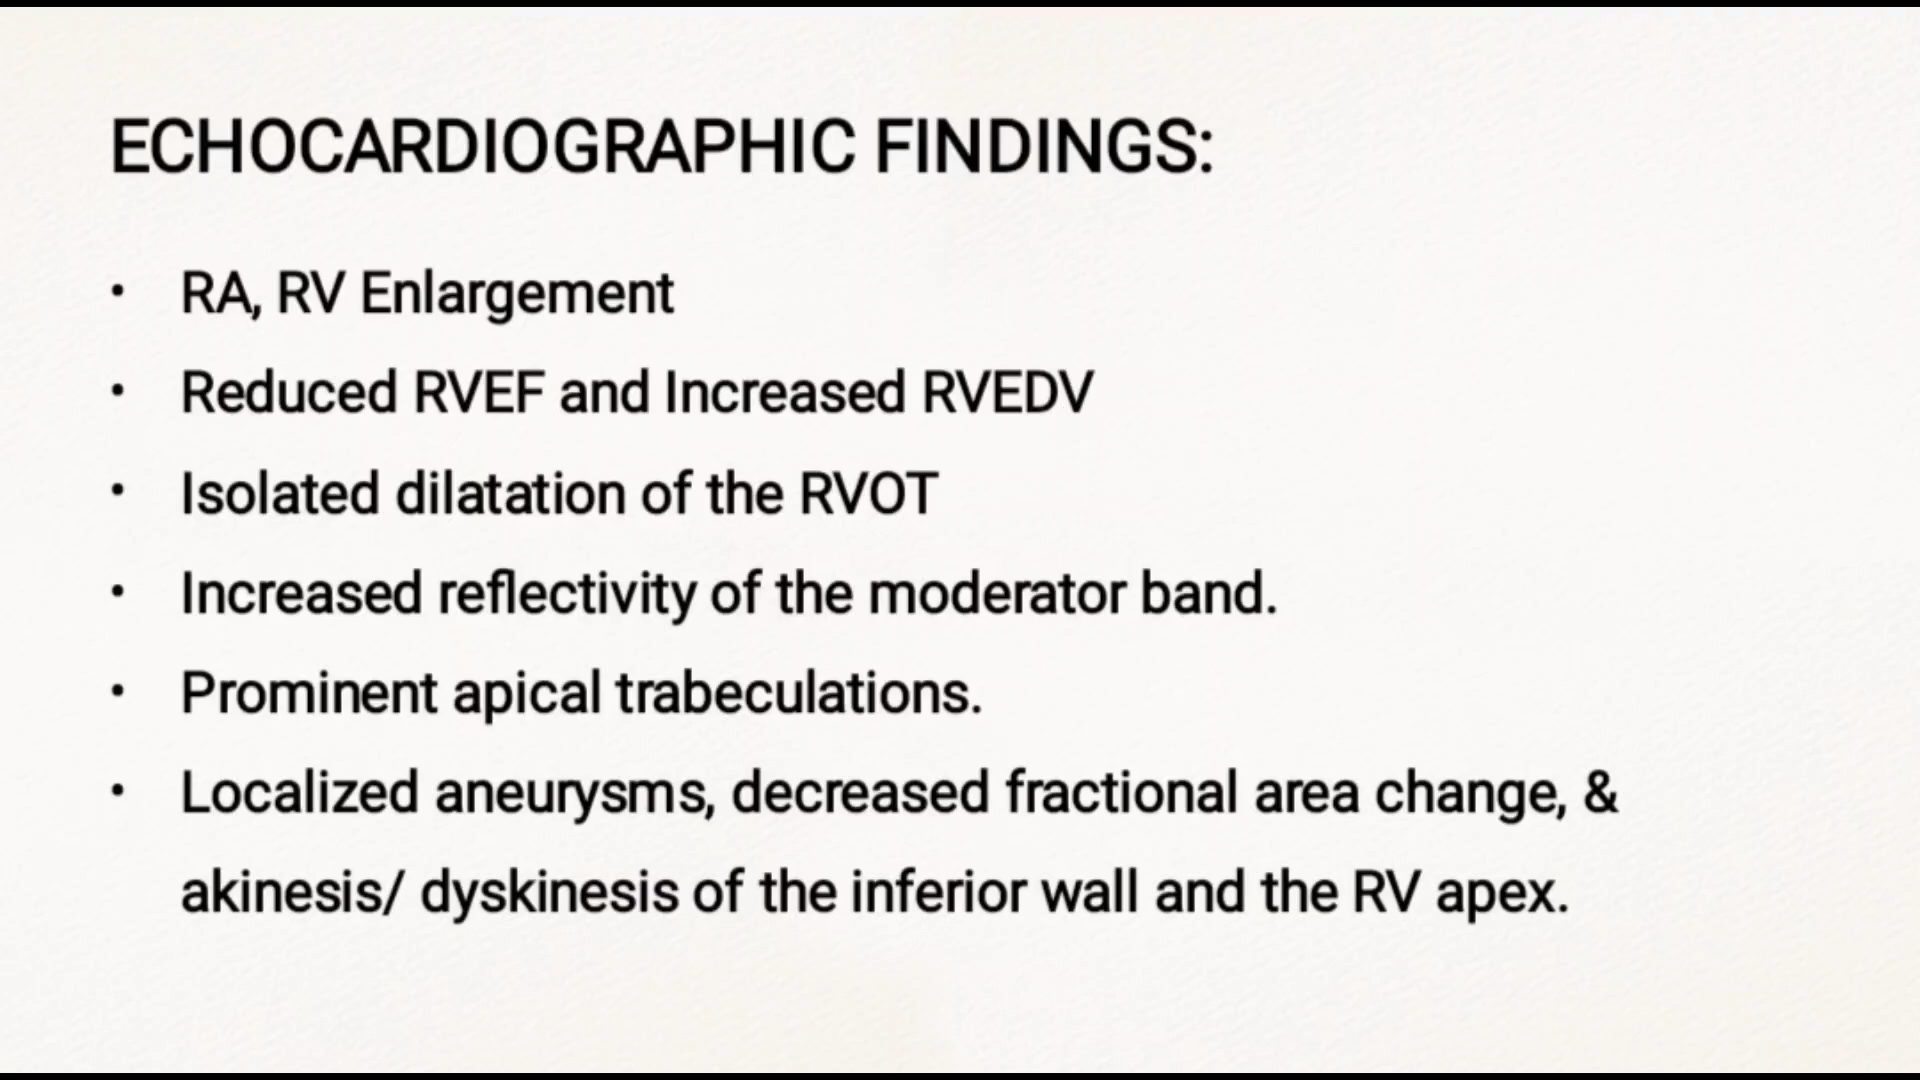 ECHOCARDIOGRAPHIC FINDINGS:
• RA, RV Enlargement
• Reduced RVEF and Increased RVEDV
• Isolated dilatation of the RVOT
• Increased reflectivity of the moderator band.
• Prominent apical trabeculations.
• Localized aneurysms, decreased fractional area change, &
akinesis/ dyskinesis of the inferior wall and the RV apex.